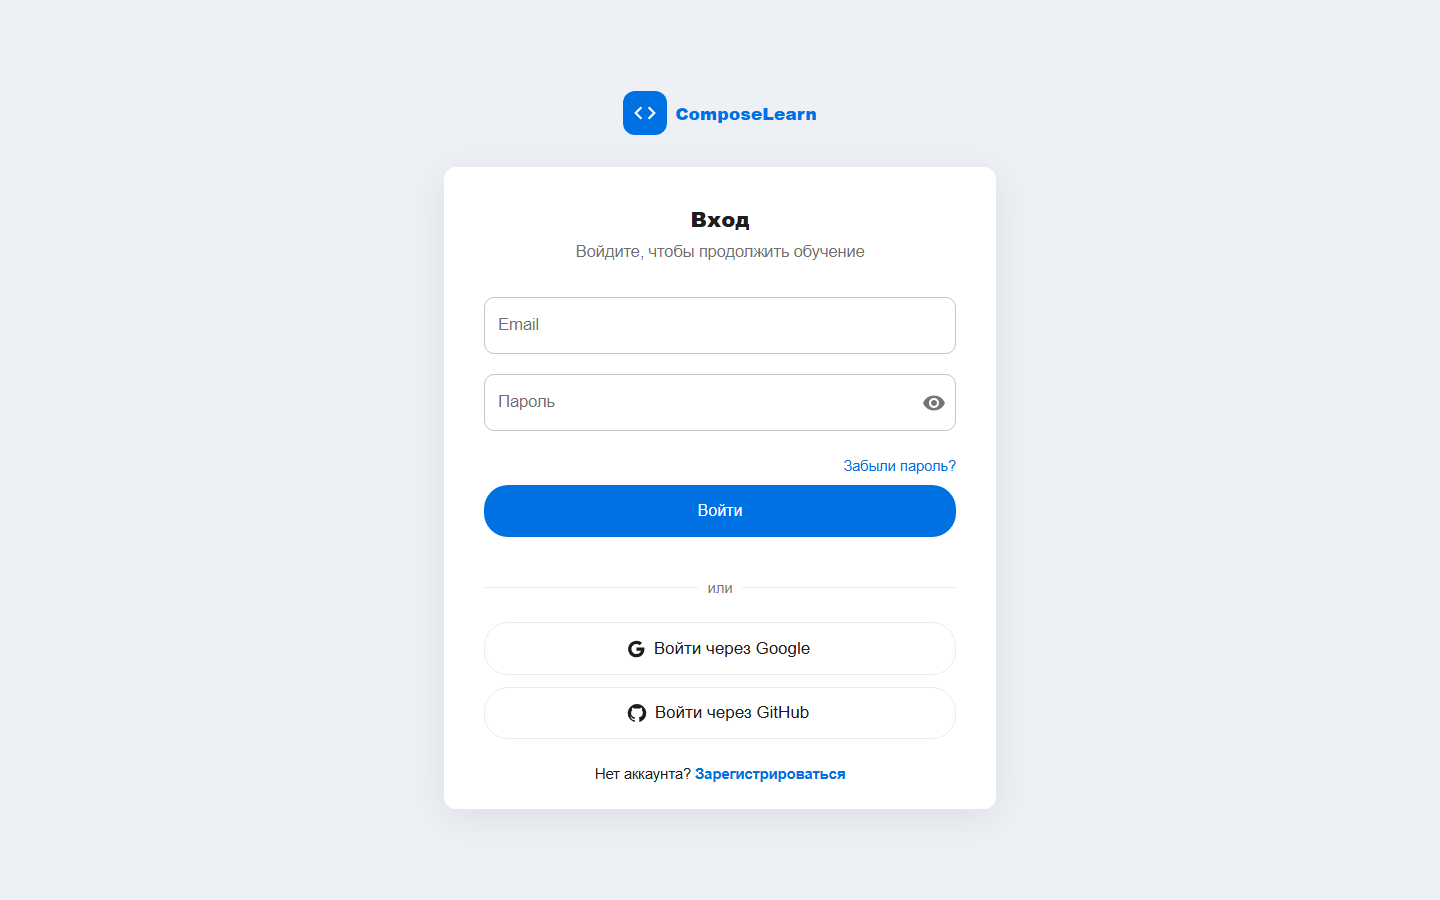 ComposeLearn
Вход
Войдите, чтобы продолжить обучение
Email
Пароль
Забыли пароль?
Войти
или
Войти через Google
Войти через GitHub
Нет аккаунта? Зарегистрироваться